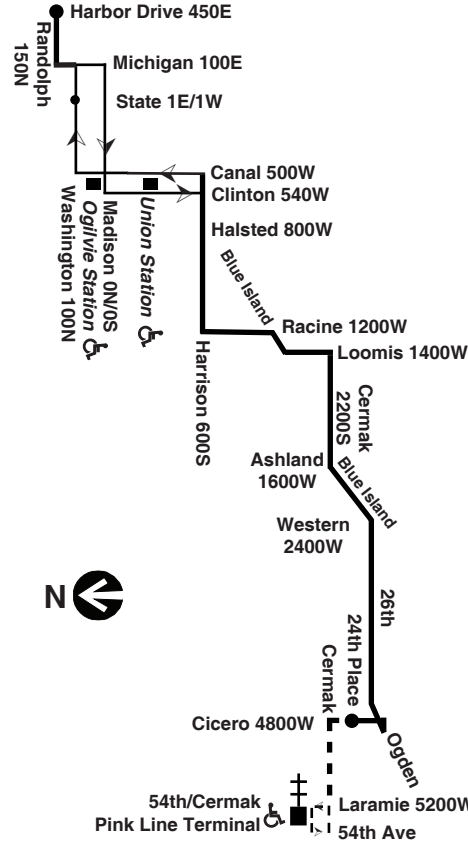 Harbor Drive 450E
Randolph
150N
Michigan 100E
State 1E/1W
Canal 500W
Clinton 540W
Washington 100N
Ogilvie Station
Madison 0N/0S
Union Station
Halsted 800W
Blue Island
Racine 1200W
Loomis 1400W
Harrison 600S
Cermak
2200S
Ashland
1600W
Blue Island
Western
2400W
N
26th
24th Place
Cermak
Cicero 4800W
Ogden
54th/Cermak
Pink Line Terminal
Laramie 5200W
54th Ave